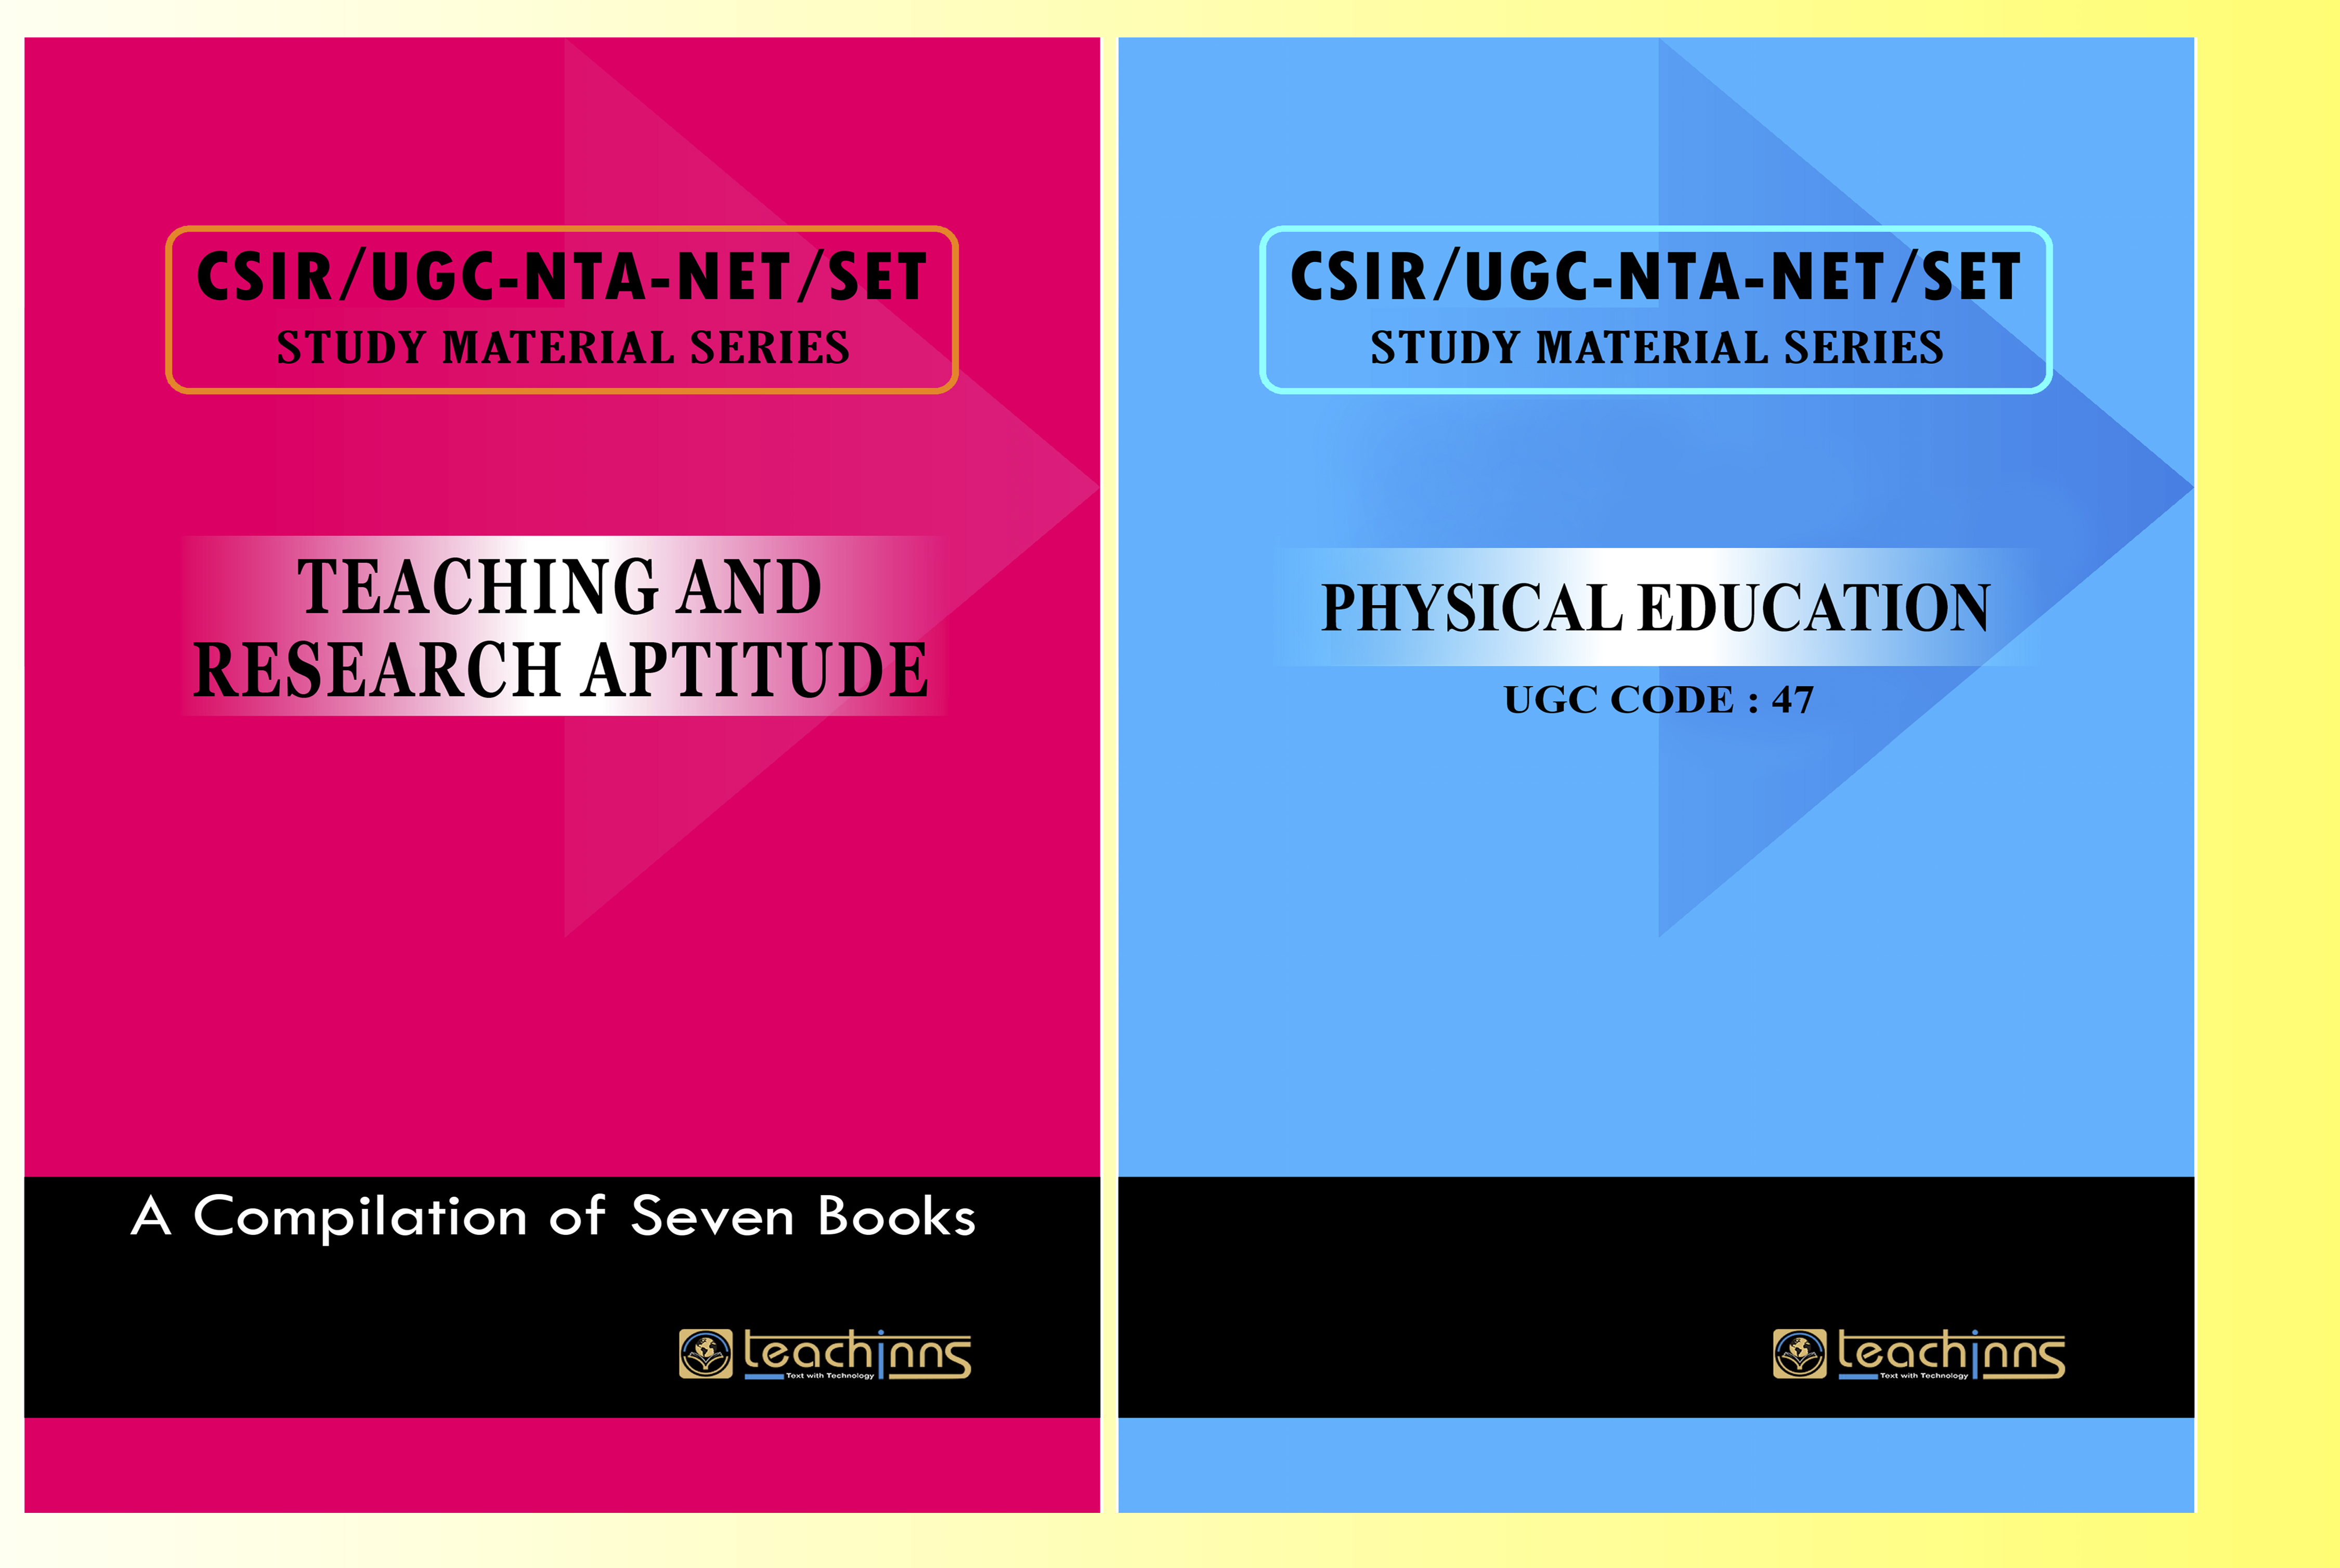 CSIR/UGC-NTA-NET/SET
STUDY MATERIAL SERIES
TEACHING AND
RESEARCH APTITUDE
A Compilation of Seven Books
teachinns
Text with Technology
CSIR/UGC-NTA-NET/SET
STUDY MATERIAL SERIES
PHYSICAL EDUCATION
UGC CODE : 47
teachinns
Text with Technology